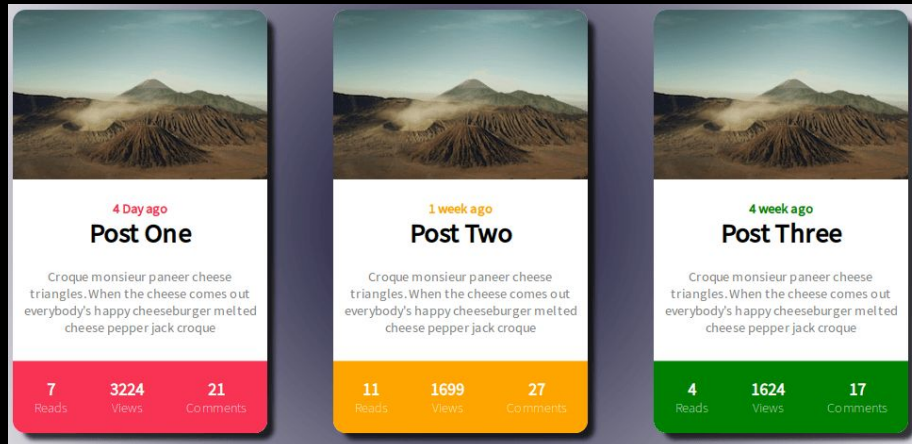 4 Day ago
Post One
Croque monsieur paneer cheese
triangles. When the cheese comes out
everybody's happy cheeseburger melted
cheese pepper jack croque
7 3224 21
Reads Views Comments
1 week ago
Post Two
Croque monsieur paneer cheese
triangles. When the cheese comes out
everybody's happy cheeseburger melted
cheese pepper jack croque
11 1699 27
Reads Views Comments
4 week ago
Post Three
Croque monsieur paneer cheese
triangles. When the cheese comes out
everybody's happy cheeseburger melted
cheese pepper jack croque
4 1624 17
Reads Views Comments